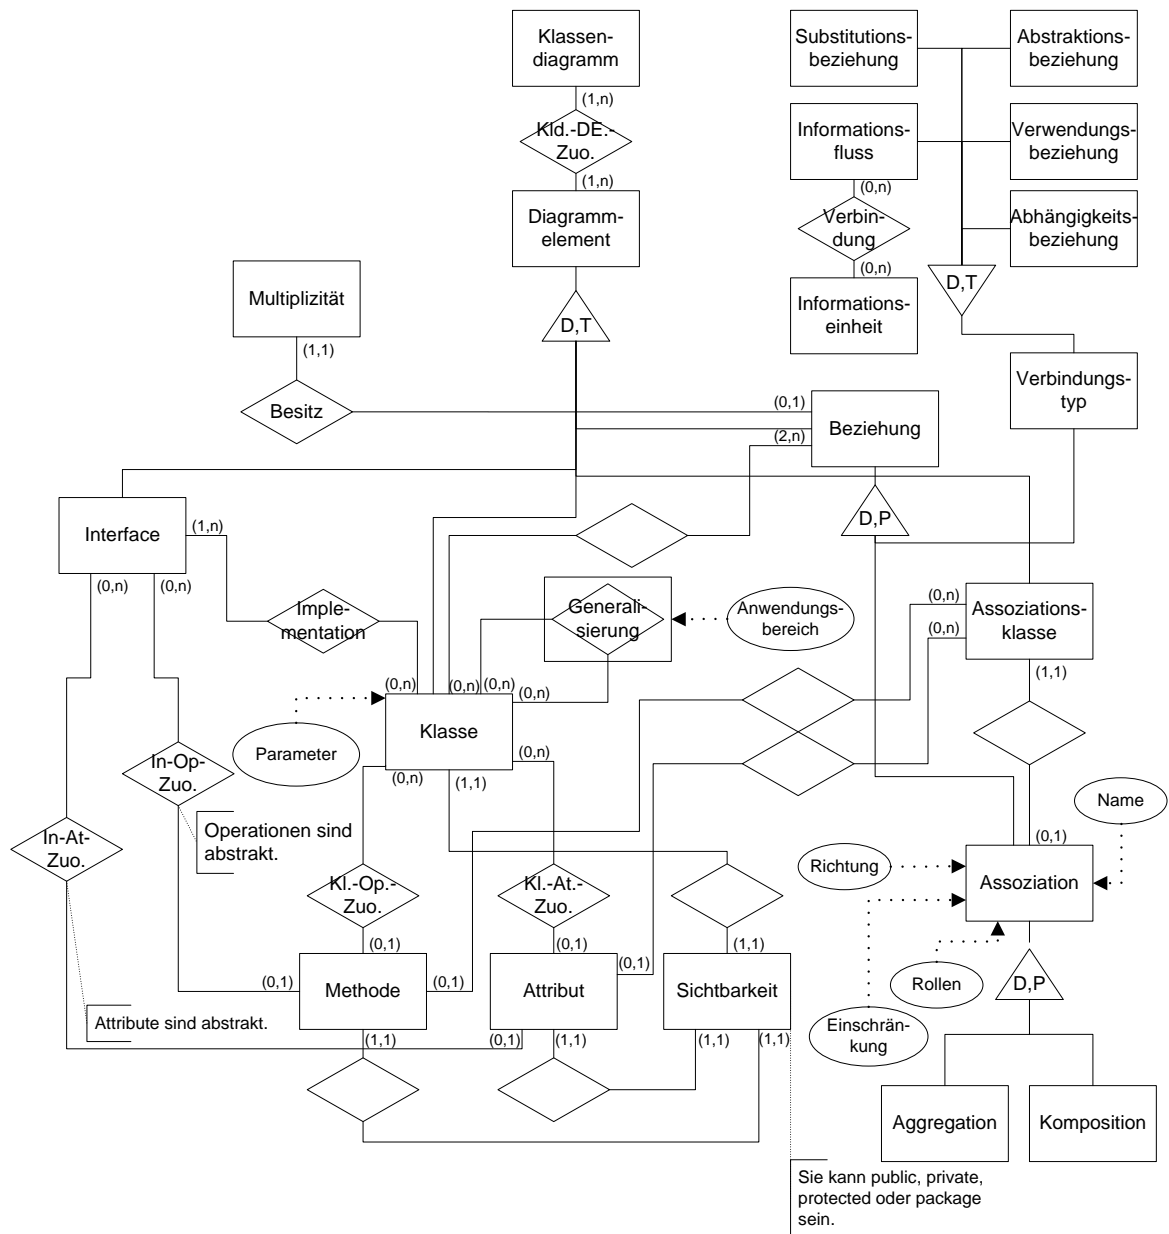 Klassen-
diagramm
(1,n)
Kld.-DE.-
Zuo.
(1,n)
Diagramm-
element
D,T
Substitutions-
beziehung
Abstraktions-
beziehung
Informations-
fluss
(0,n)
Verwendungs-
beziehung
Verbin-
dung
(0,n)
Abhängigkeits-
beziehung
Informations-
einheit
D,T
Verbindungs-
typ
Multiplizität
(1,1)
Besitz
(0,1)
(2,n)
Beziehung
D,P
Interface
(1,n)
(0,n)
(0,n)
Imple-
mentation
Generali-
sierung
Anwendungs-
bereich
(0,n)
(0,n)
Assoziations-
klasse
(1,1)
(0,n)
(0,n)
(0,n)
(0,n)
Klasse
(0,n)
(1,1)
(0,n)
Parameter
In-Op-
Zuo.
In-At-
Zuo.
Operationen sind
abstrakt.
Kl.-Op.-
Zuo.
Kl.-At.-
Zuo.
Name
(0,1)
Richtung
Assoziation
Rollen
Einschrän-
kung
D,P
Aggregation
Komposition
(0,1)
(0,1)
(1,1)
(0,1)
Methode
(0,1)
Attribut
(0,1)
Sichtbarkeit
(1,1)
(0,1)
(1,1)
(1,1)
(1,1)
Attribute sind abstrakt.
Sie kann public, private,
protected oder package
sein.